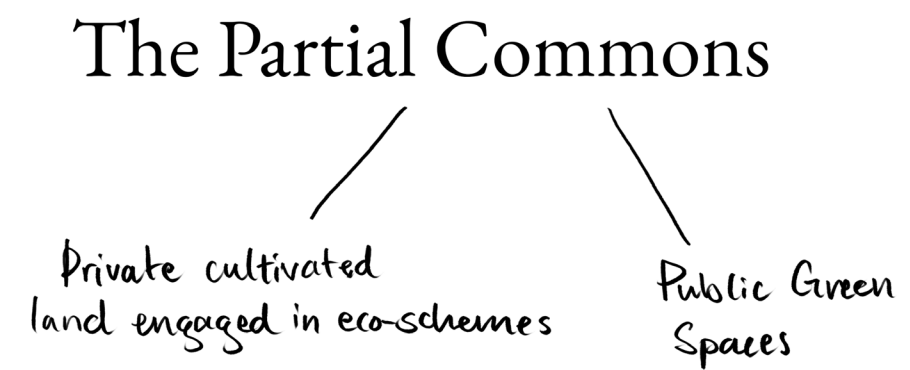 The Partial Commons
Private cultivated
land engaged in eco-schemes
Public Green
Spaces